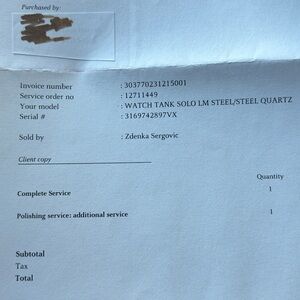 Purchased by:
Invoice number : 303770231215001
Service order no : 12711449
Your model : WATCH TANK SOLO LM STEEL/STEEL QUARTZ
Serial # : 3169742897VX
Sold by : Zdenka Sergovic
Client copy
Quantity
Complete Service 1
Polishing service: additional service 1
Subtotal
Tax
Total